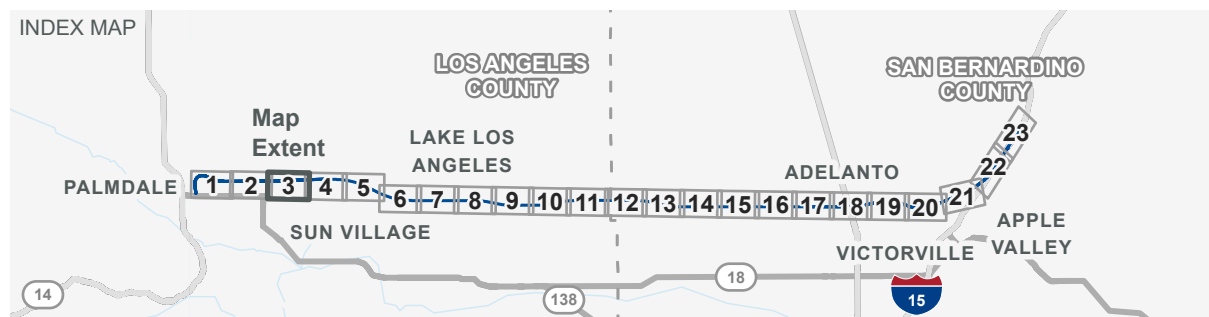 INDEX MAP
LOS ANGELES
COUNTY
SAN BERNARDINO
COUNTY
Map
Extent
LAKE LOS
ANGELES
ADELANTO
PALMDALE
1 2 3 4 5 6 7 8 9 10 11 12 13 14 15 16 17 18 19 20 21 22 23
SUN VILLAGE
APPLE
VALLEY
VICTORVILLE
14
138
18
15